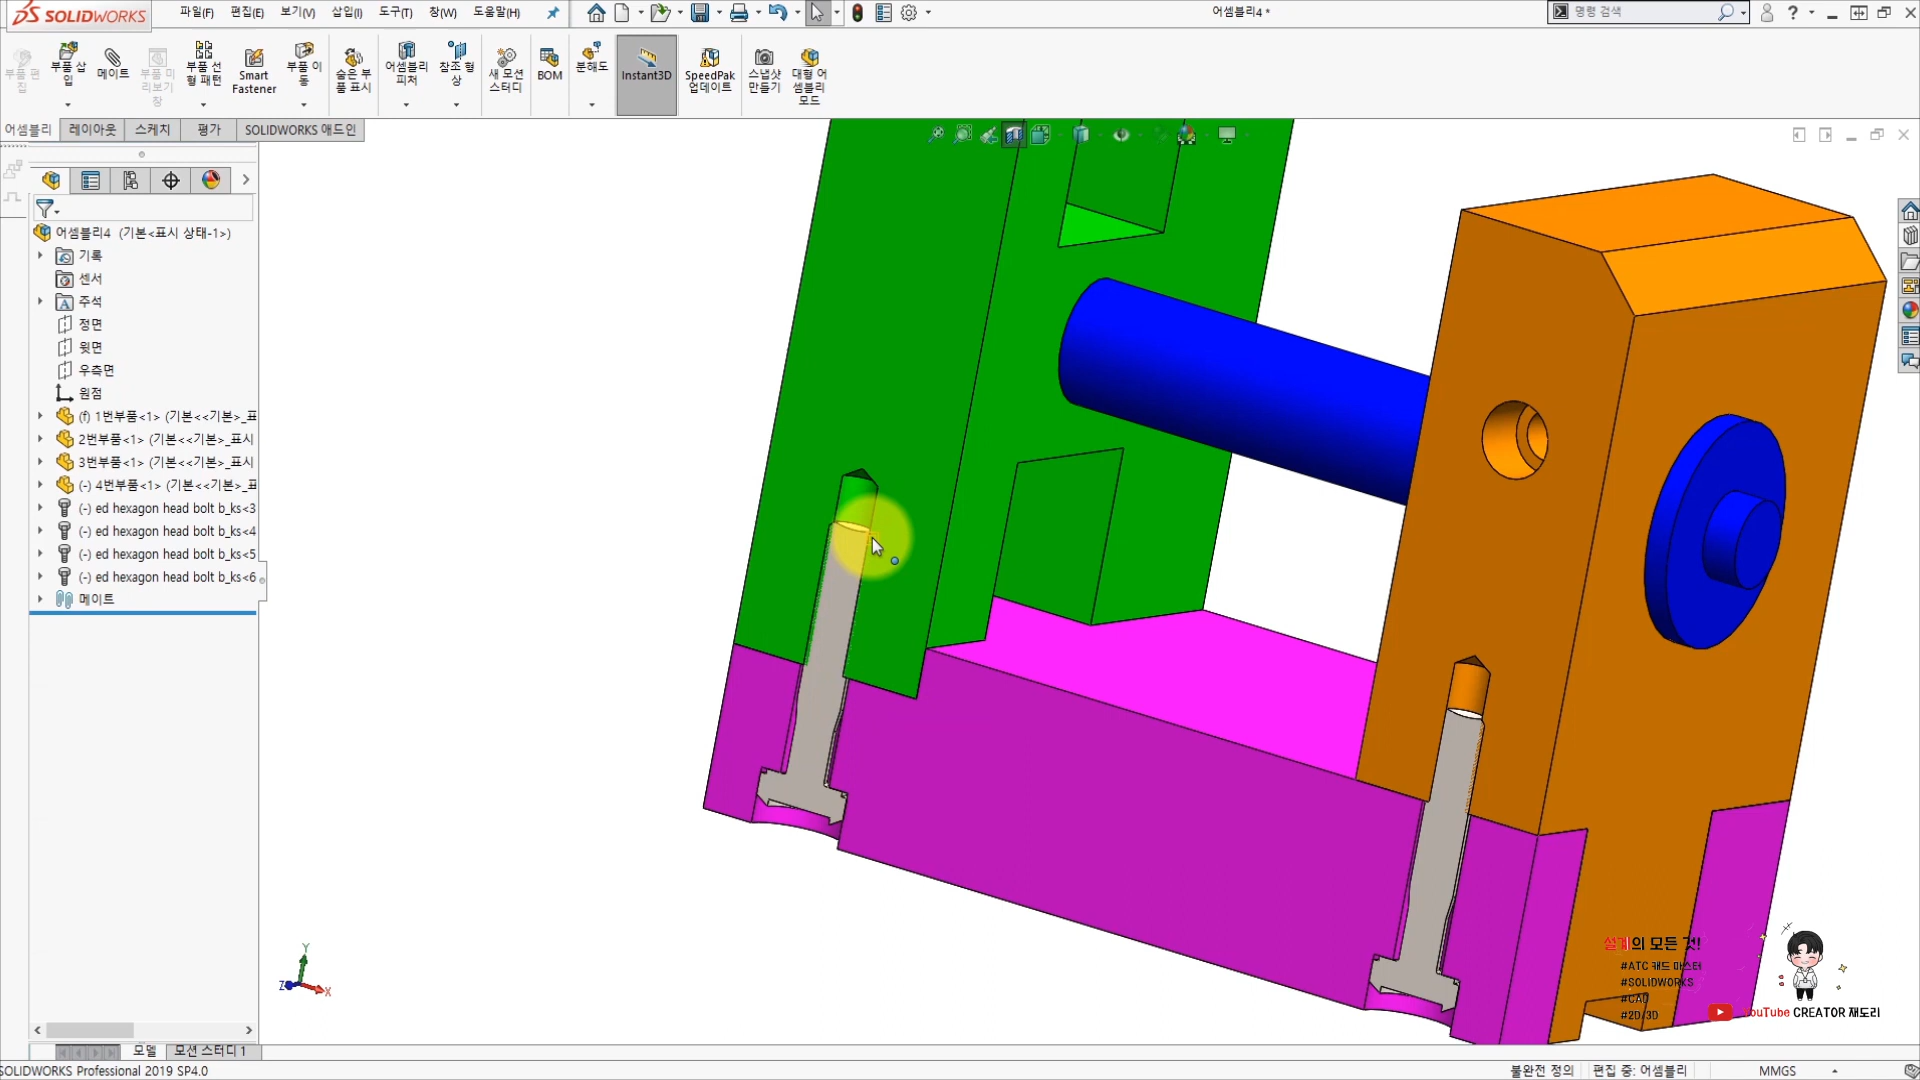 SOLIDWORKS
파일(F) 편집(E) 보기(V) 삽입(I) 도구(T) 창(W) 도움말(H)
어셈블리4 *
명령 검색
부품 편집
부품 삽입
메이트
부품 미리보기 창
부품 선형 패턴
Smart Fastener
부품 이동
숨은 부품 표시
어셈블리 피처
참조 형상
새 모션 스터디
BOM
분해도
Instant3D
SpeedPak 업데이트
스냅샷 만들기
대형 어셈블리 모드
어셈블리 레이아웃 스케치 평가 SOLIDWORKS 애드인
어셈블리4 (기본<표시 상태-1>)
기록
센서
주석
정면
윗면
우측면
원점
(f) 1번부품<1> (기본<<기본>_표
2번부품<1> (기본<<기본>_표시
3번부품<1> (기본<<기본>_표시
(-) 4번부품<1> (기본<<기본>_표
(-) ed hexagon head bolt b_ks<3
(-) ed hexagon head bolt b_ks<4
(-) ed hexagon head bolt b_ks<5
(-) ed hexagon head bolt b_ks<6
메이트
Y
Z X
설계의 모든 것!
#ATC 캐드 마스터
#SOLIDWORKS
#CAD
#2D/3D
YouTube CREATOR 재도리
모델 모션 스터디 1
SOLIDWORKS Professional 2019 SP4.0
불완전 정의 편집 중: 어셈블리 MMGS